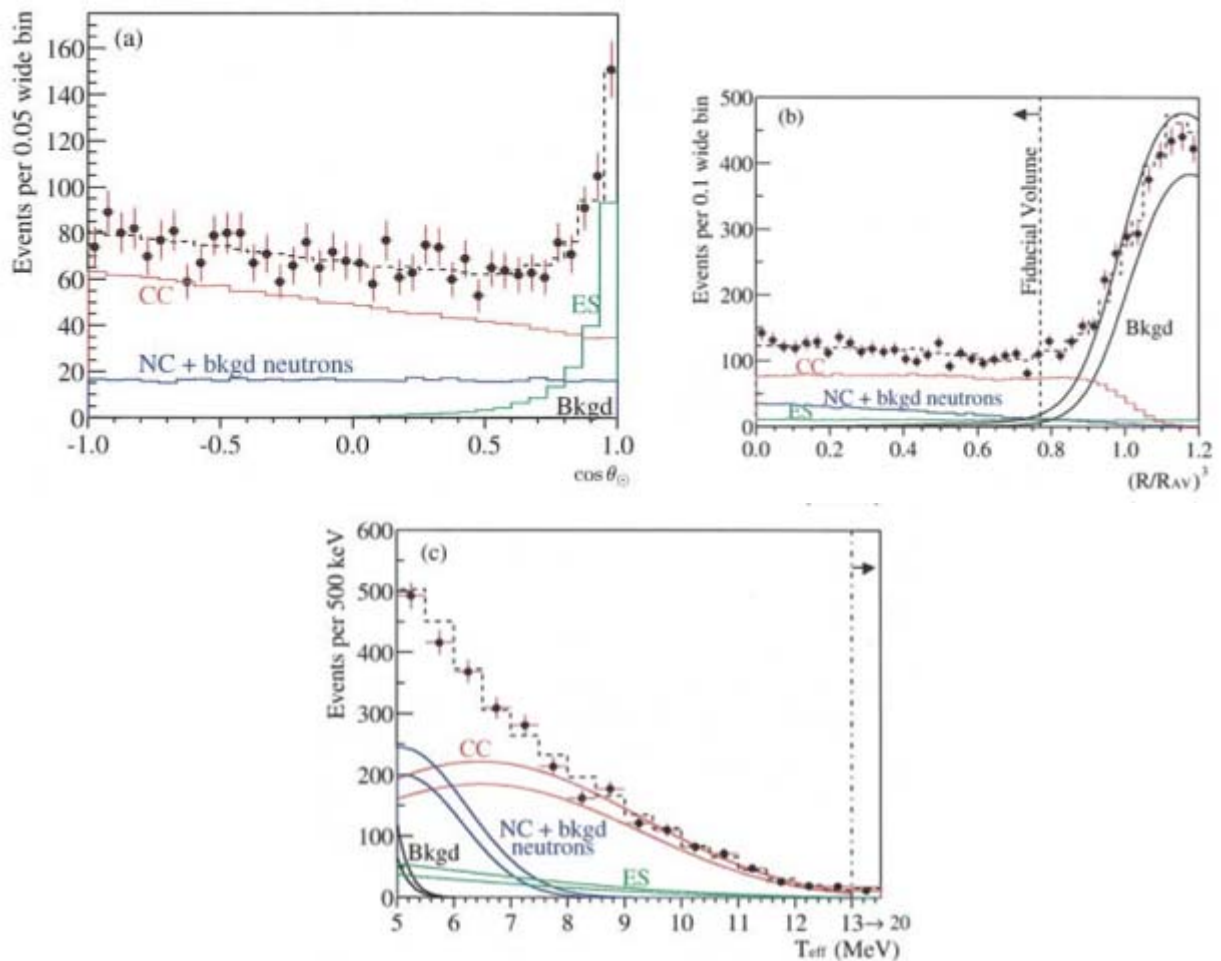 (a)
Events per 0.05 wide bin
160
140
120
100
80
60
40
20
0
CC
ES
NC + bkgd neutrons
Bkgd
-1.0 -0.5 0.0 0.5 1.0
cos θ☉
(b)
Events per 0.1 wide bin
500
400
300
200
100
0
Fiducial Volume
Bkgd
CC
NC + bkgd neutrons
ES
0.0 0.2 0.4 0.6 0.8 1.0 1.2
(R/RAV)³
(c)
Events per 500 keV
600
500
400
300
200
100
0
CC
NC + bkgd
neutrons
Bkgd
ES
5 6 7 8 9 10 11 12 13→ 20
Teff (MeV)